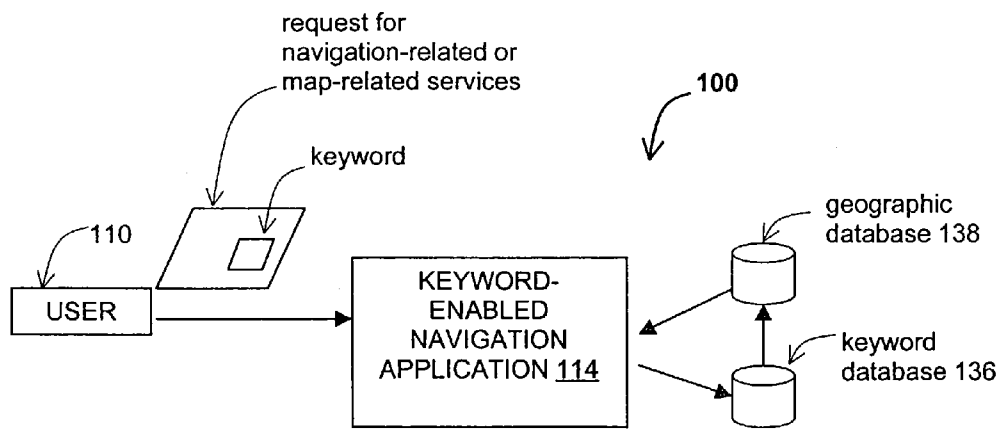 request for
navigation-related or
map-related services
100
keyword
110
geographic
database 138
USER
KEYWORD-
ENABLED
NAVIGATION
APPLICATION 114
keyword
database 136